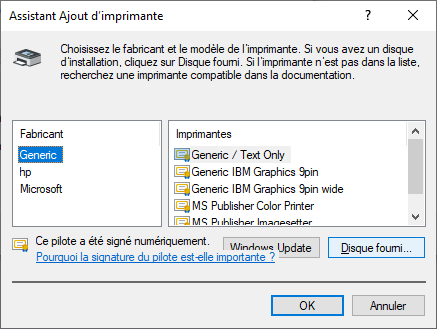 Assistant Ajout d'imprimante
Choisissez le fabricant et le modèle de l'imprimante. Si vous avez un disque
d'installation, cliquez sur Disque fourni. Si l'imprimante n'est pas dans la liste,
recherchez une imprimante compatible dans la documentation.
Fabricant
Generic
hp
Microsoft
Imprimantes
Generic / Text Only
Generic IBM Graphics 9pin
Generic IBM Graphics 9pin wide
MS Publisher Color Printer
MS Publisher Imagesetter
Ce pilote a été signé numériquement.
Pourquoi la signature du pilote est-elle importante ?
Windows Update
Disque fourni...
OK
Annuler